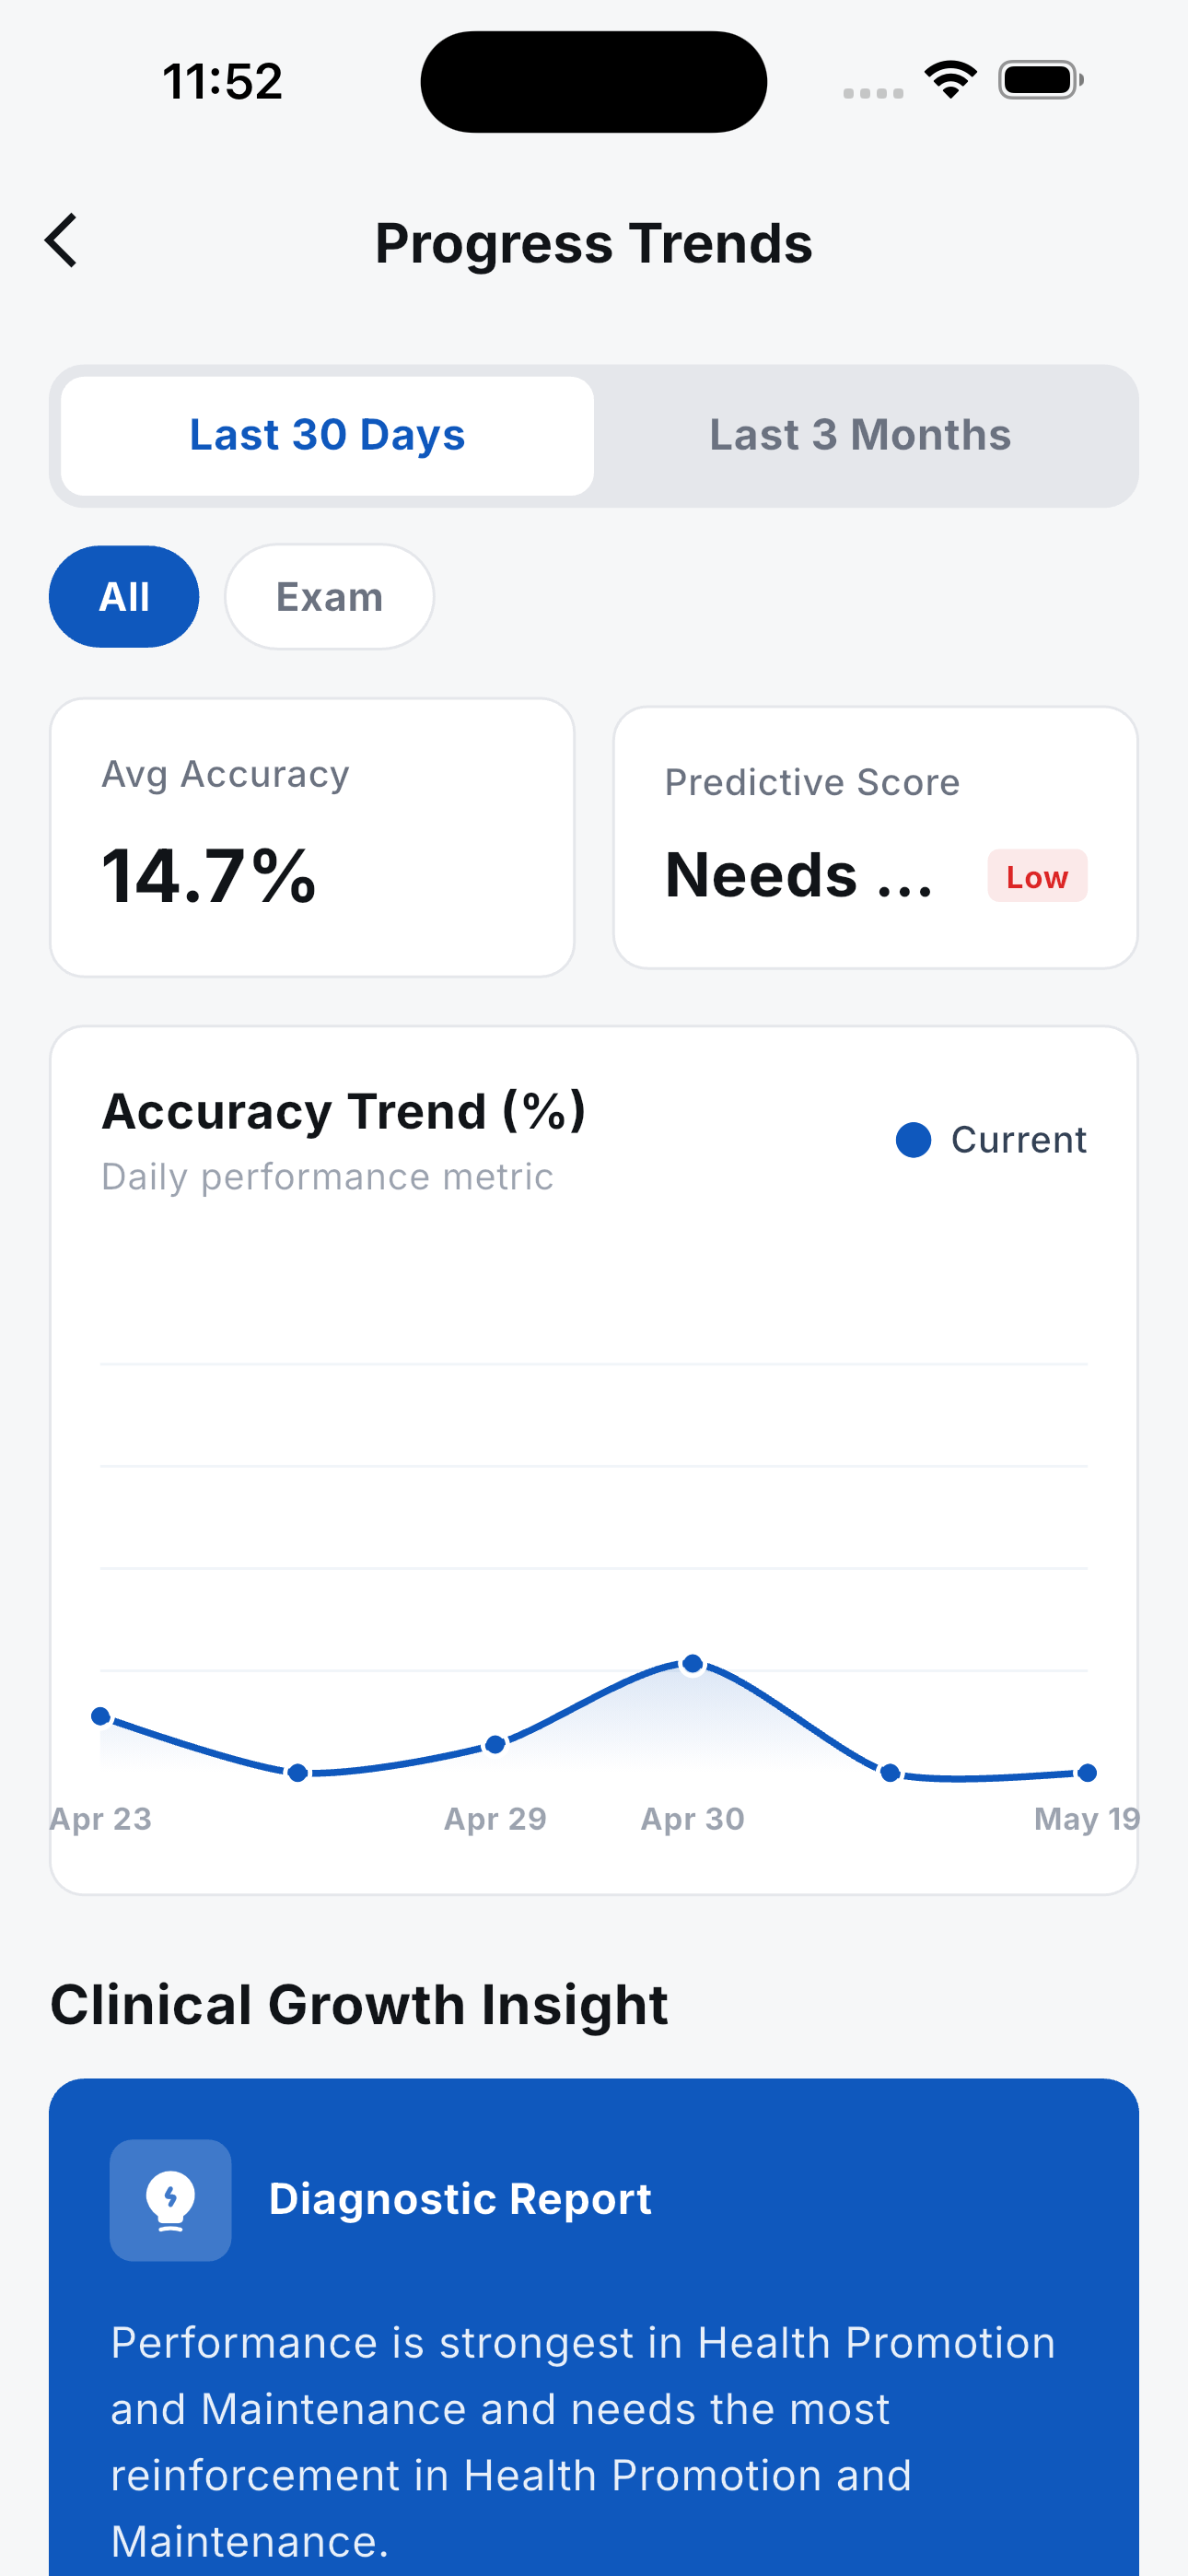 11:52
Progress Trends
Last 30 Days
Last 3 Months
All
Exam
Avg Accuracy
14.7%
Predictive Score
Needs ...
Low
Accuracy Trend (%)
Daily performance metric
Current
Apr 23
Apr 29
Apr 30
May 19
Clinical Growth Insight
Diagnostic Report
Performance is strongest in Health Promotion
and Maintenance and needs the most
reinforcement in Health Promotion and
Maintenance.